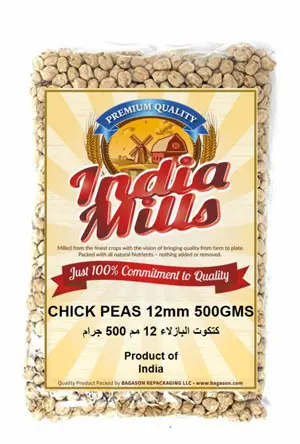 PREMIUM QUALITY
India
Mills
Milled from the finest crops with the vision of bringing quality from farm to plate.
Packed with all natural Nutrients – nothing added or removed.
Just 100% Commitment to Quality
CHICK PEAS 12mm 500GMS
كتكوت البازلاء 12 مم 500 جرام
Product of
India
Quality Product Packed by BAGASON REPACKAGING LLC • www.bagason.com